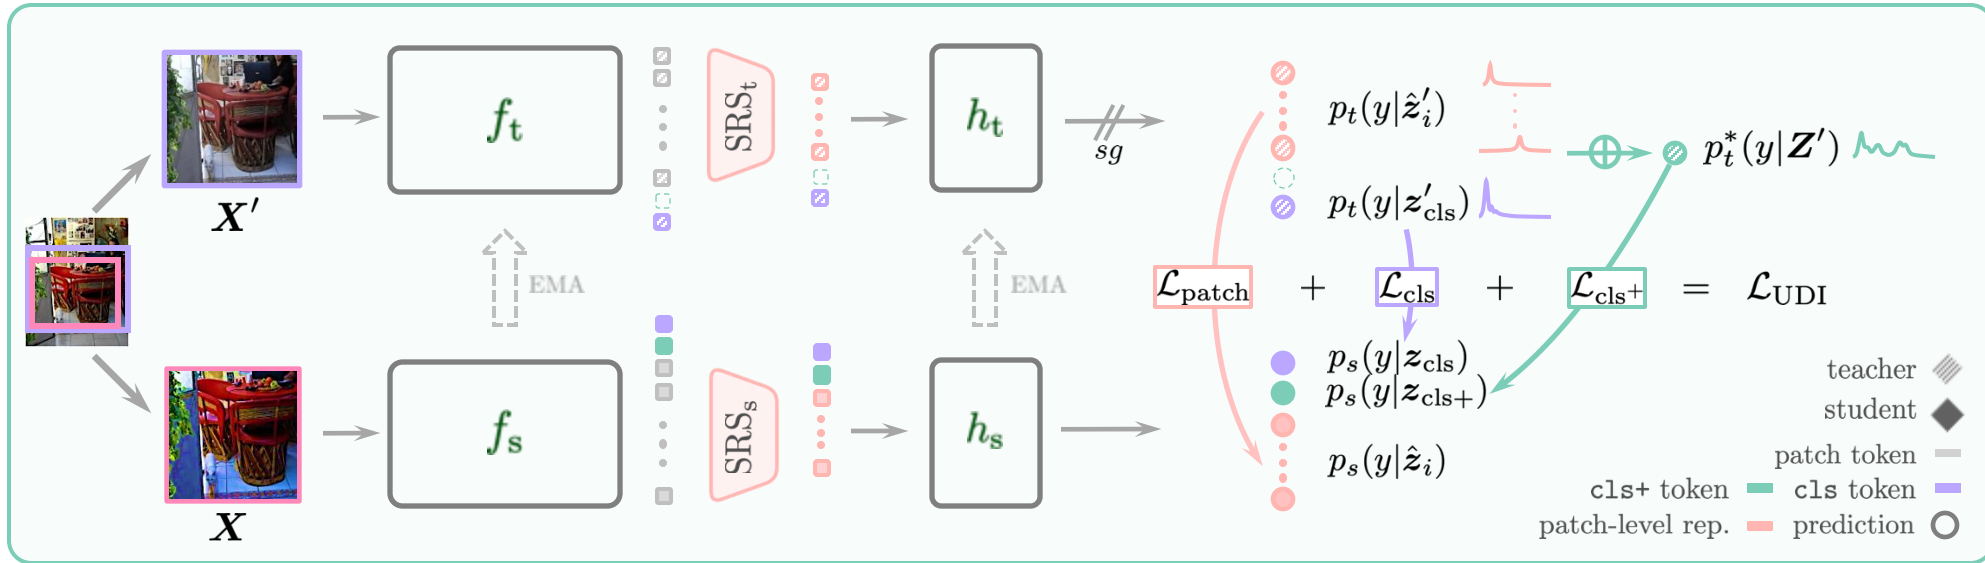 X′
f_t
SRS_t
h_t
sg
p_t(y|ẑ′_i)
p_t*(y|Z′)
p_t(y|z′_cls)
EMA
EMA
ℒ_patch + ℒ_cls + ℒ_cls+ = ℒ_UDI
X
f_s
SRS_s
h_s
p_s(y|z_cls)
p_s(y|z_cls+)
p_s(y|ẑ_i)
teacher
student
patch token
cls+ token
cls token
patch-level rep.
prediction